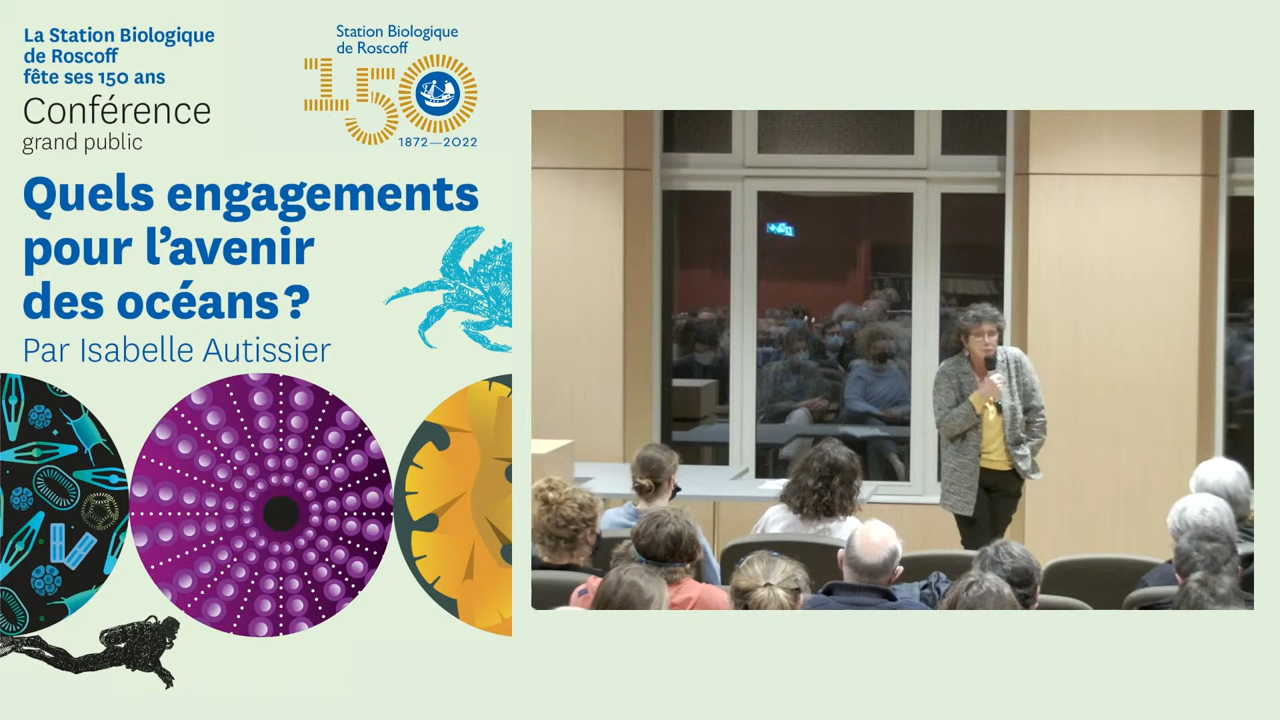 La Station Biologique
de Roscoff
fête ses 150 ans
Conférence
grand public
Station Biologique
de Roscoff
150
1872—2022
Quels engagements
pour l'avenir
des océans ?
Par Isabelle Autissier